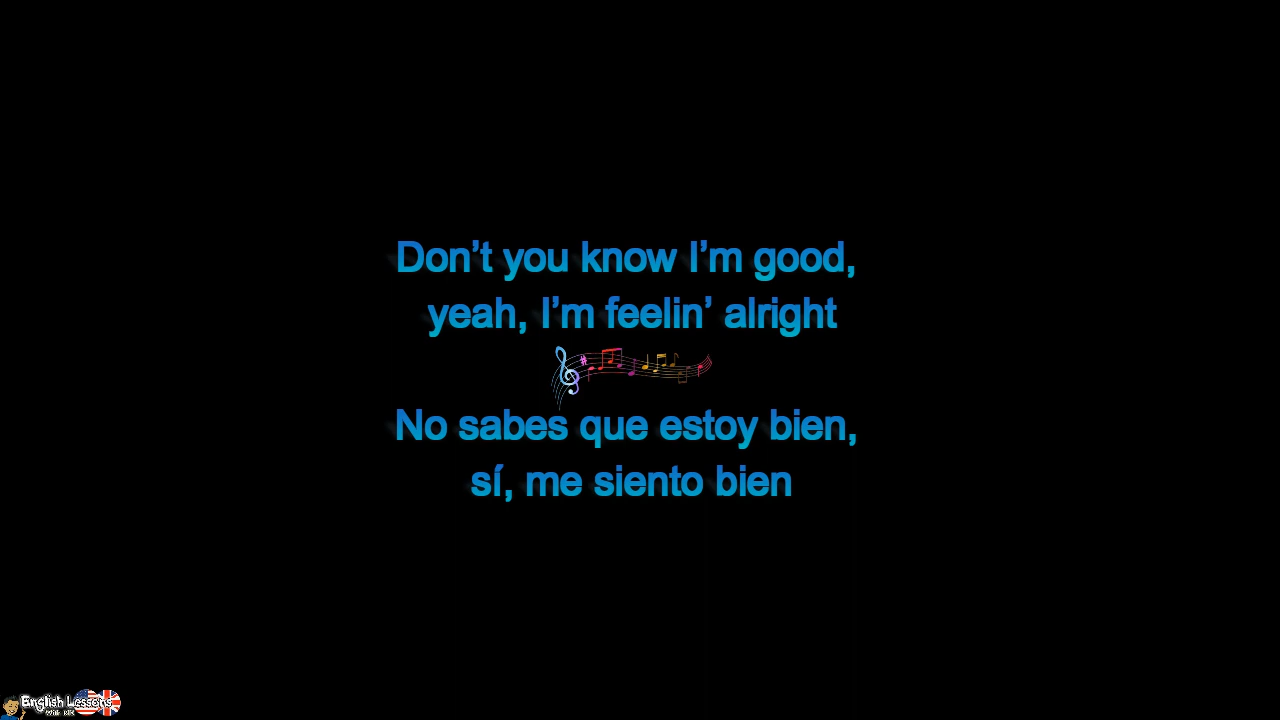 Don’t you know I’m good,
yeah, I’m feelin’ alright
No sabes que estoy bien,
sí, me siento bien
English Lessons